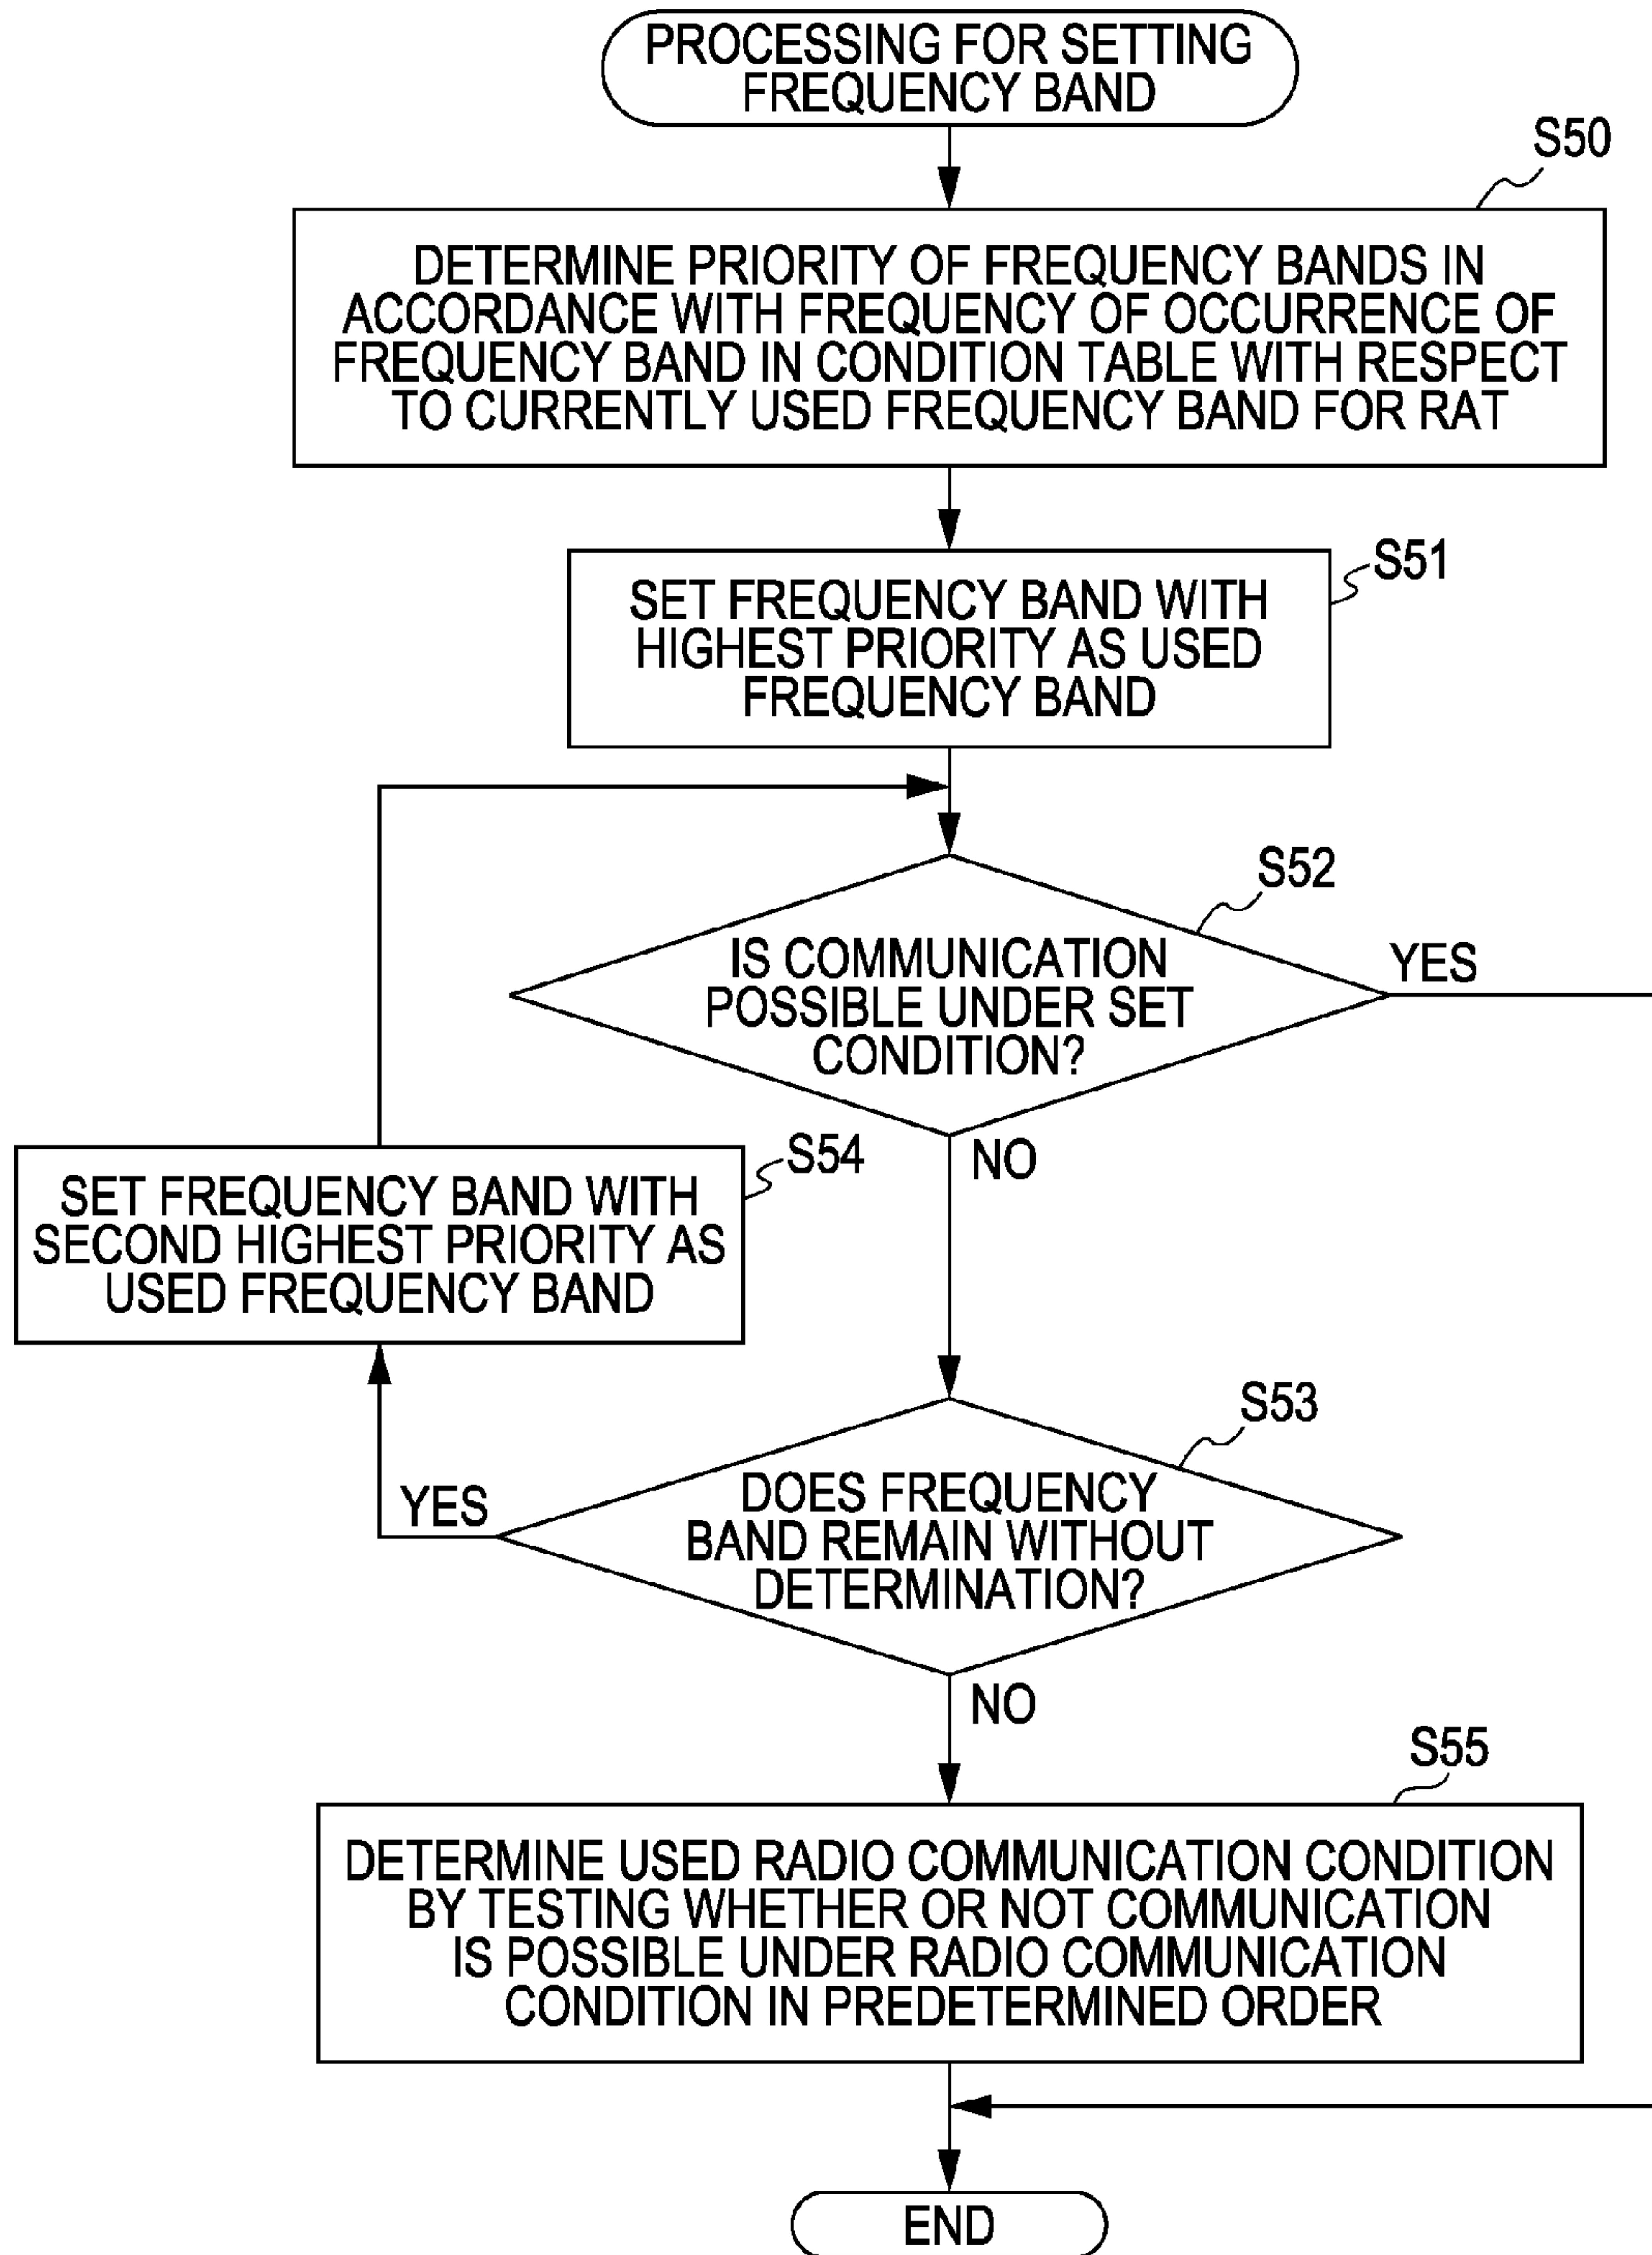 PROCESSING FOR SETTING
FREQUENCY BAND
S50
DETERMINE PRIORITY OF FREQUENCY BANDS IN
ACCORDANCE WITH FREQUENCY OF OCCURRENCE OF
FREQUENCY BAND IN CONDITION TABLE WITH RESPECT
TO CURRENTLY USED FREQUENCY BAND FOR RAT
S51
SET FREQUENCY BAND WITH
HIGHEST PRIORITY AS USED
FREQUENCY BAND
S52
IS COMMUNICATION
POSSIBLE UNDER SET
CONDITION?
YES
NO
S54
SET FREQUENCY BAND WITH
SECOND HIGHEST PRIORITY AS
USED FREQUENCY BAND
S53
DOES FREQUENCY
BAND REMAIN WITHOUT
DETERMINATION?
YES
NO
S55
DETERMINE USED RADIO COMMUNICATION CONDITION
BY TESTING WHETHER OR NOT COMMUNICATION
IS POSSIBLE UNDER RADIO COMMUNICATION
CONDITION IN PREDETERMINED ORDER
END